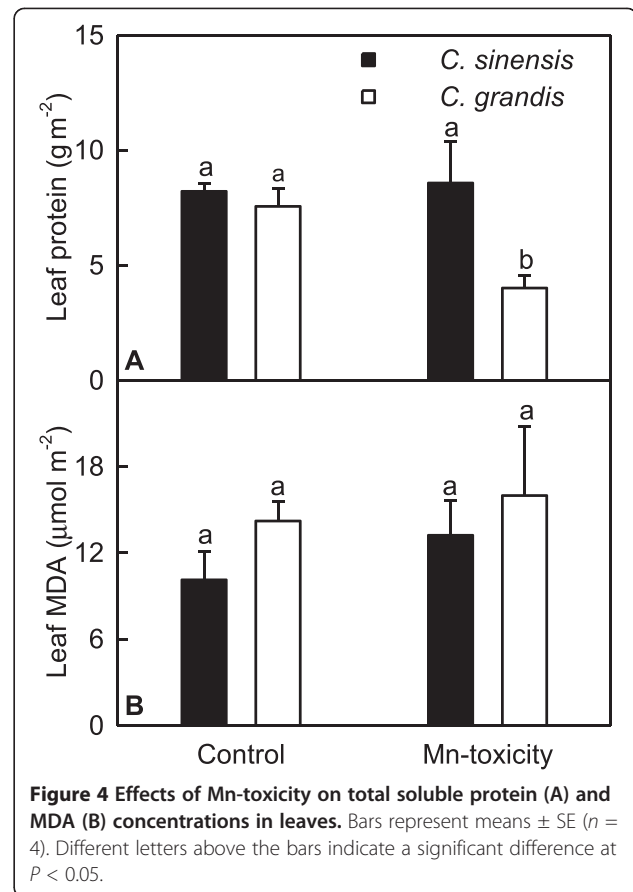 15
10
5
0
Leaf protein (g m-2)
C. sinensis
C. grandis
a
a
a
b
A
18
12
6
0
Leaf MDA (μmol m-2)
a
a
a
a
B
Control
Mn-toxicity
Figure 4 Effects of Mn-toxicity on total soluble protein (A) and
MDA (B) concentrations in leaves. Bars represent means ± SE (n =
4). Different letters above the bars indicate a significant difference at
P < 0.05.